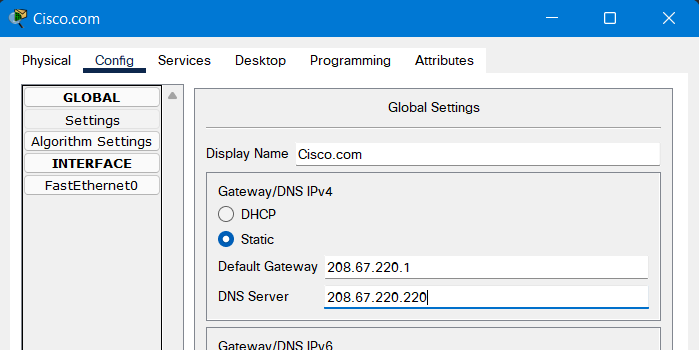 Cisco.com
Physical Config Services Desktop Programming Attributes
GLOBAL
Settings
Algorithm Settings
INTERFACE
FastEthernet0
Global Settings
Display Name Cisco.com
Gateway/DNS IPv4
DHCP
Static
Default Gateway 208.67.220.1
DNS Server 208.67.220.220
Gateway/DNS IPv6